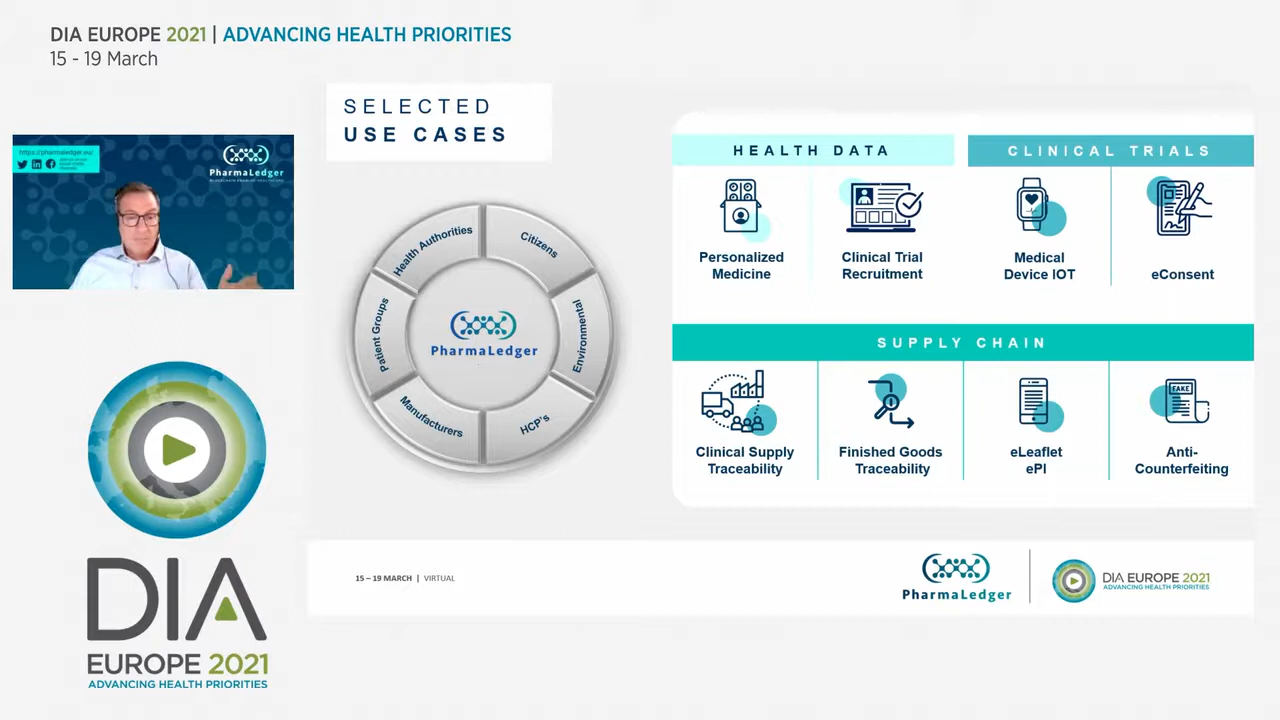 DIA EUROPE 2021 | ADVANCING HEALTH PRIORITIES
15 - 19 March
https://pharmaledger.eu/
PharmaLedger
SELECTED
USE CASES
Health Authorities
Citizens
Patient Groups
Environmental
Manufacturers
HCP's
PharmaLedger
HEALTH DATA
CLINICAL TRIALS
Personalized
Medicine
Clinical Trial
Recruitment
Medical
Device IOT
eConsent
SUPPLY CHAIN
FAKE
Clinical Supply
Traceability
Finished Goods
Traceability
eLeaflet
ePI
Anti-
Counterfeiting
15 – 19 MARCH | VIRTUAL
PharmaLedger
DIA EUROPE 2021
ADVANCING HEALTH PRIORITIES
DIA
EUROPE 2021
ADVANCING HEALTH PRIORITIES